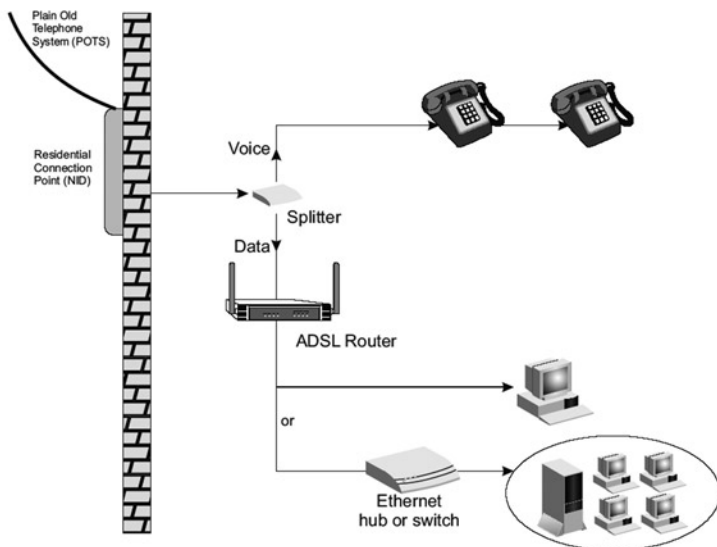 Plain Old
Telephone
System (POTS)
Residential
Connection
Point (NID)
Voice
Splitter
Data
ADSL Router
or
Ethernet
hub or switch